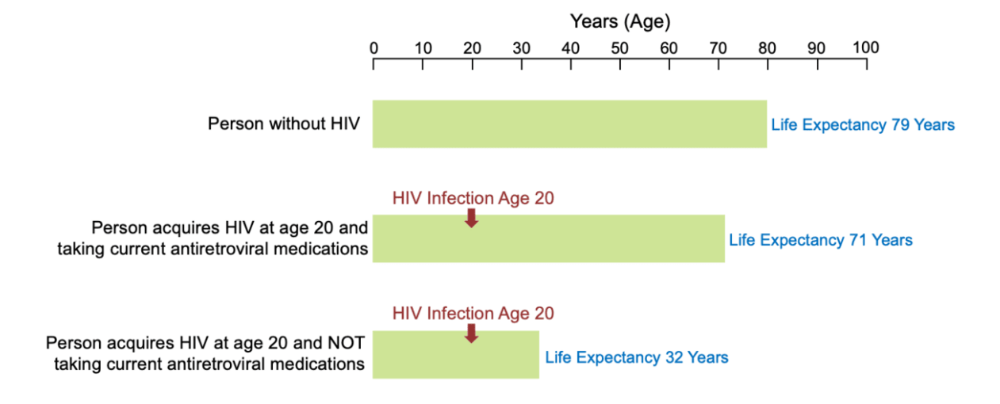 Years (Age)
0 10 20 30 40 50 60 70 80 90 100
Person without HIV
Life Expectancy 79 Years
HIV Infection Age 20
Person acquires HIV at age 20 and
taking current antiretroviral medications
Life Expectancy 71 Years
HIV Infection Age 20
Person acquires HIV at age 20 and NOT
taking current antiretroviral medications
Life Expectancy 32 Years